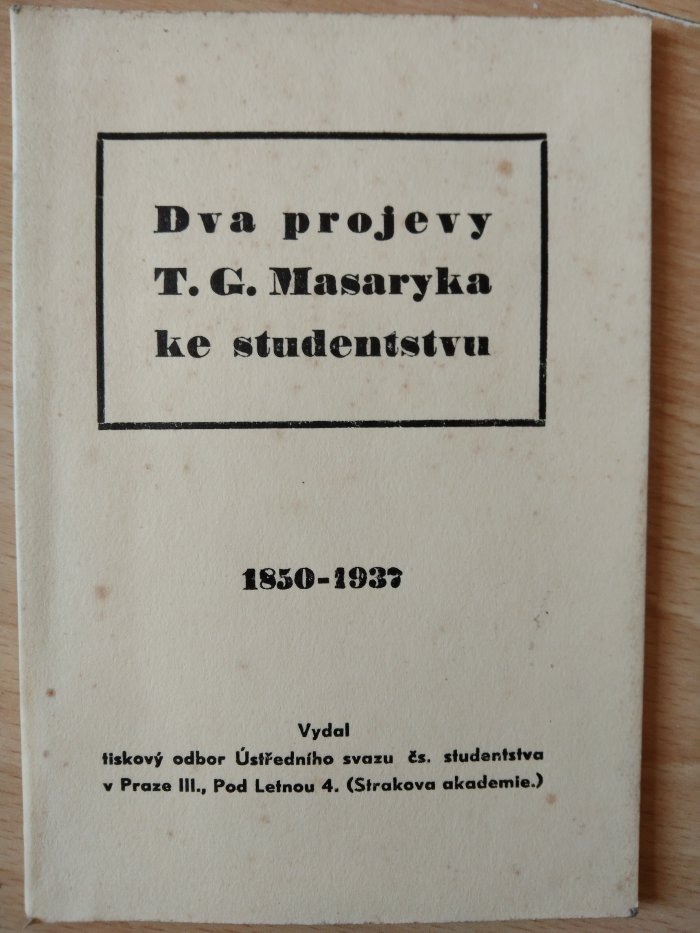 Dva projevy
T. G. Masaryka
ke studentstvu
1850-1937
Vydal
tiskový odbor Ústředního svazu čs. studentstva
v Praze III., Pod Letnou 4. (Strakova akademie.)